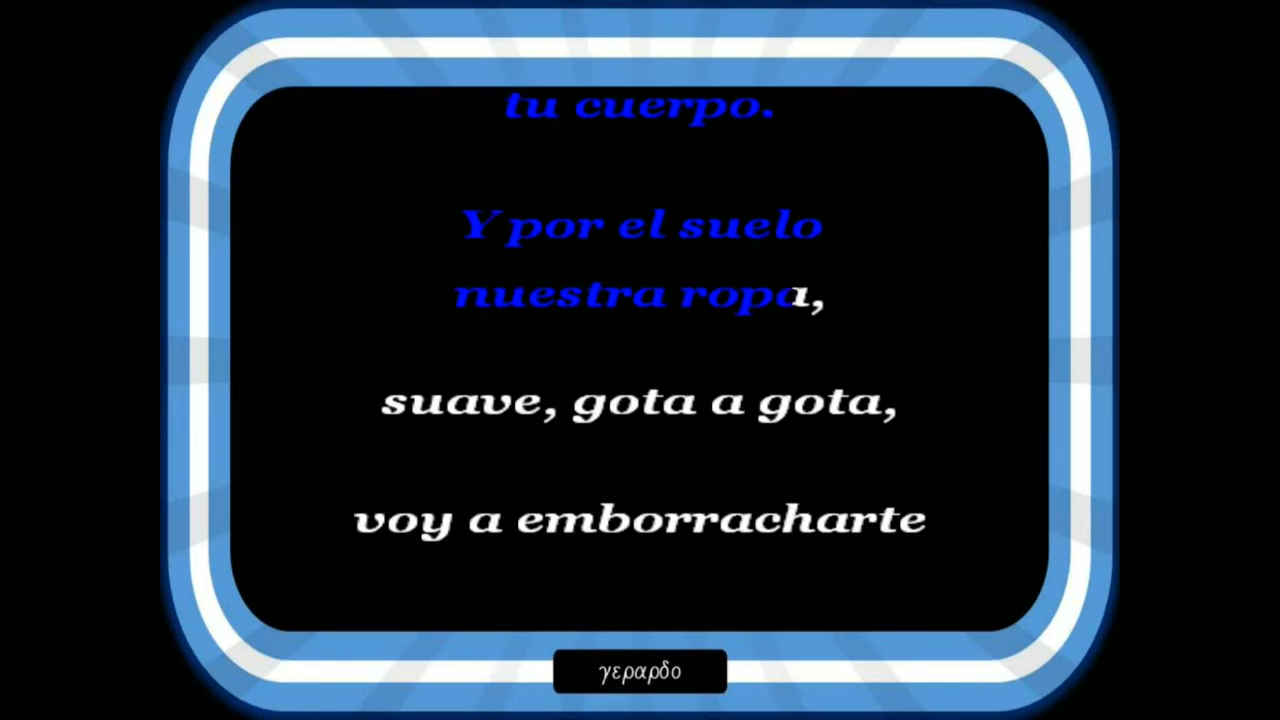 tu cuerpo.
Y por el suelo
nuestra ropa,
suave, gota a gota,
voy a emborracharte
γεραρδο